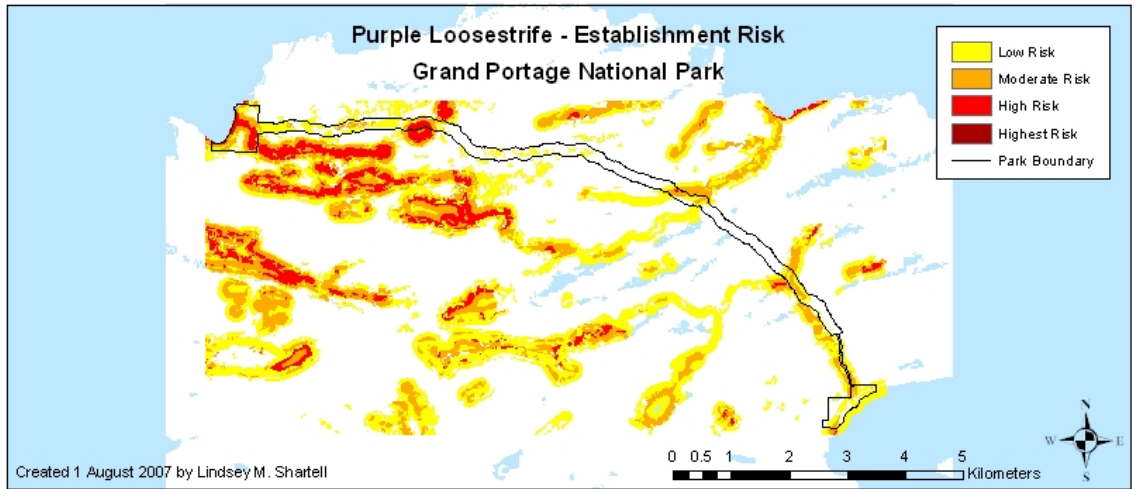 Purple Loosestrife - Establishment Risk
Grand Portage National Park
Low Risk
Moderate Risk
High Risk
Highest Risk
Park Boundary
N
W E
S
0 0.5 1 2 3 4 5
Kilometers
Created 1 August 2007 by Lindsey M. Shartell